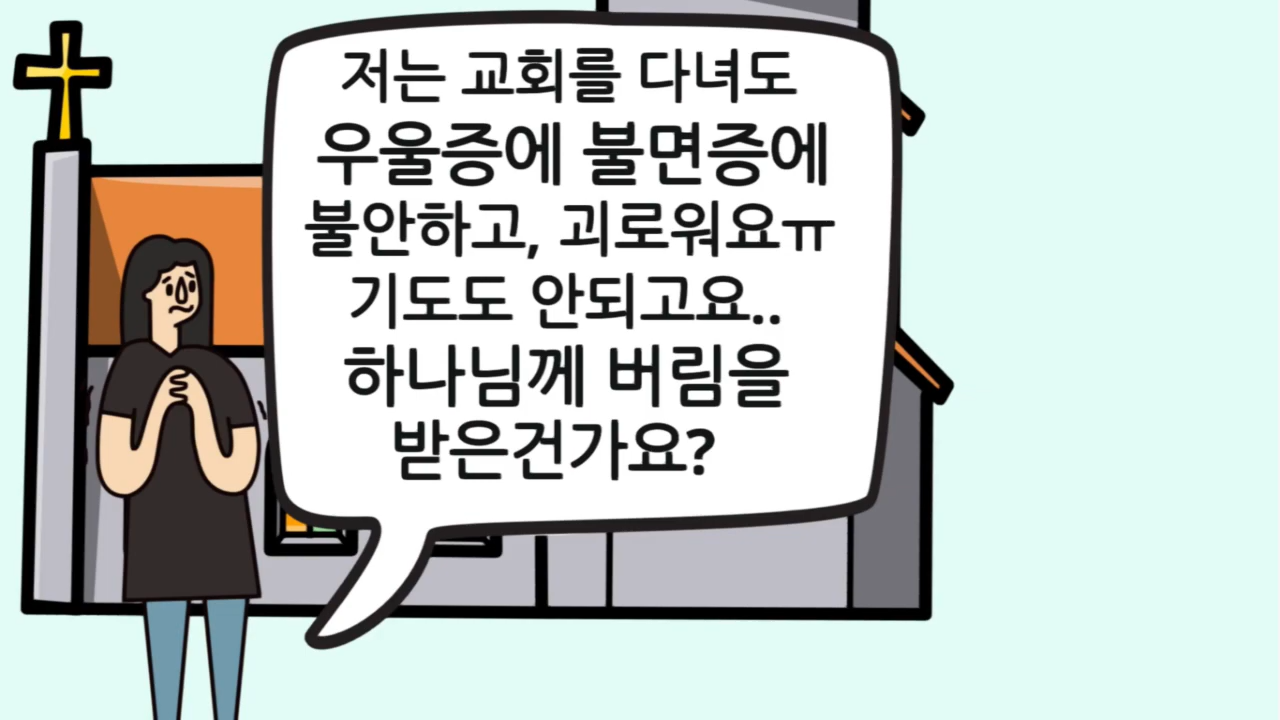 저는 교회를 다녀도
우울증에 불면증에
불안하고, 괴로워요ㅠ
기도도 안되고요..
하나님께 버림을
받은건가요?